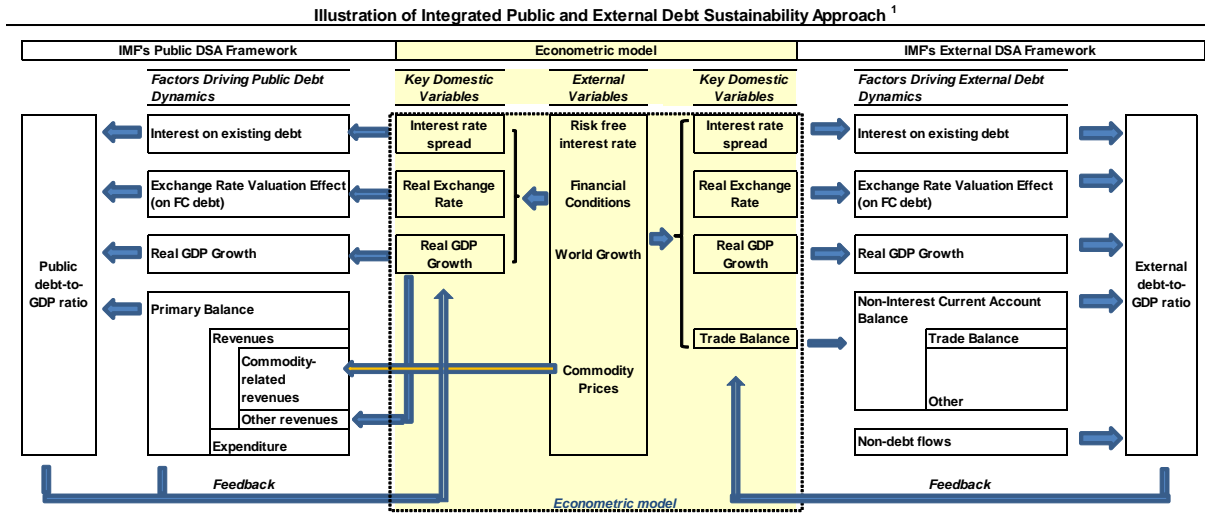 Illustration of Integrated Public and External Debt Sustainability Approach 1
IMF's Public DSA Framework
Econometric model
IMF's External DSA Framework
Factors Driving Public Debt
Dynamics
Key Domestic
Variables
External
Variables
Key Domestic
Variables
Factors Driving External Debt
Dynamics
Public
debt-to-
GDP ratio
Interest on existing debt
Exchange Rate Valuation Effect
(on FC debt)
Real GDP Growth
Primary Balance
Revenues
Commodity-
related
revenues
Other revenues
Expenditure
Interest rate
spread
Real Exchange
Rate
Real GDP
Growth
Risk free
interest rate
Financial
Conditions
World Growth
Commodity
Prices
Interest rate
spread
Real Exchange
Rate
Real GDP
Growth
Trade Balance
Interest on existing debt
Exchange Rate Valuation Effect
(on FC debt)
Real GDP Growth
Non-Interest Current Account
Balance
Trade Balance
Other
Non-debt flows
External
debt-to-
GDP ratio
Feedback
Econometric model
Feedback